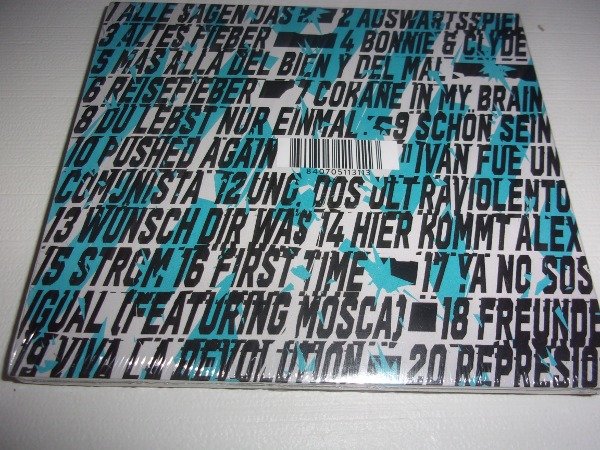 1 ALLE SAGEN DAS 2 AUSWÄRTSSPIEL
3 ALTES FIEBER 4 BONNIE & CLYDE
5 MAS ALLA DEL BIEN Y DEL MAL
6 REISEFIEBER 7 COKANE IN MY BRAIN
8 DU LEBST NUR EINMAL 9 SCHÖN SEIN
10 PUSHED AGAIN 11 IVAN FUE UN
840705113113
COMUNISTA 12 UNO, DOS ULTRAVIOLENTO
13 WÜNSCH DIR WAS 14 HIER KOMMT ALEX
15 STROM 16 FIRST TIME 17 YA NO SOS
IGUAL (FEATURING MOSCA) 18 FREUNDE
19 VIVA LA REVOLUTION 20 REPRESIO